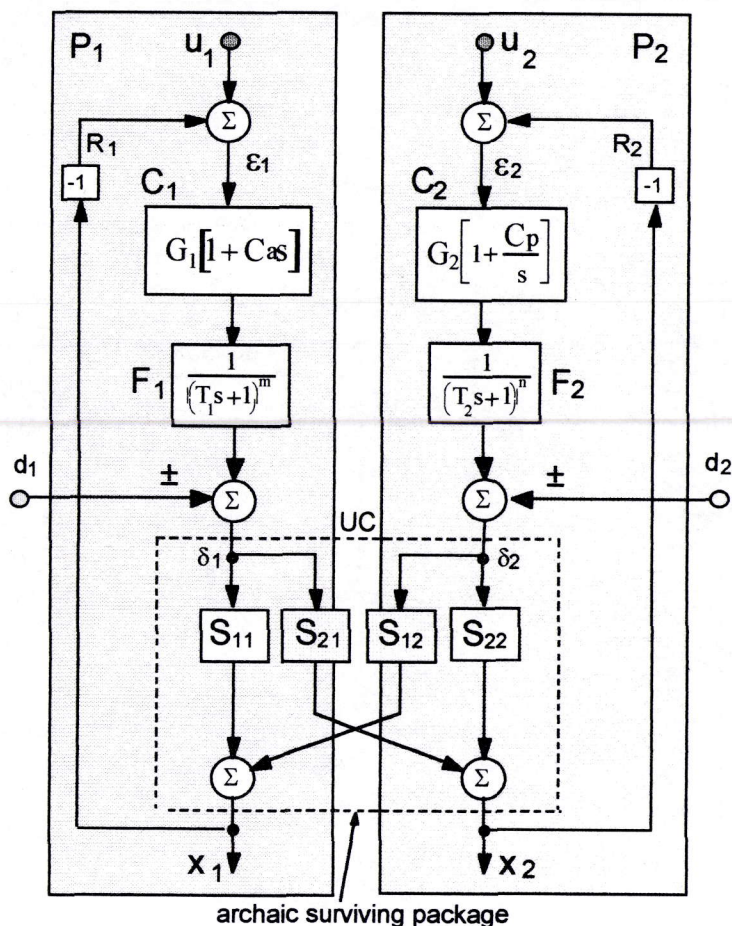 P1 u1 u2 P2
Σ Σ
R1 R2
ε1 ε2
-1 C1 C2 -1
G1[1+Cas] G2[1+Cp/s]
F1 1/(T1s+1)^m 1/(T2s+1)^n F2
d1 ± ± d2
Σ Σ
UC
δ1 δ2
S11 S21 S12 S22
Σ Σ
x1 x2
archaic surviving package